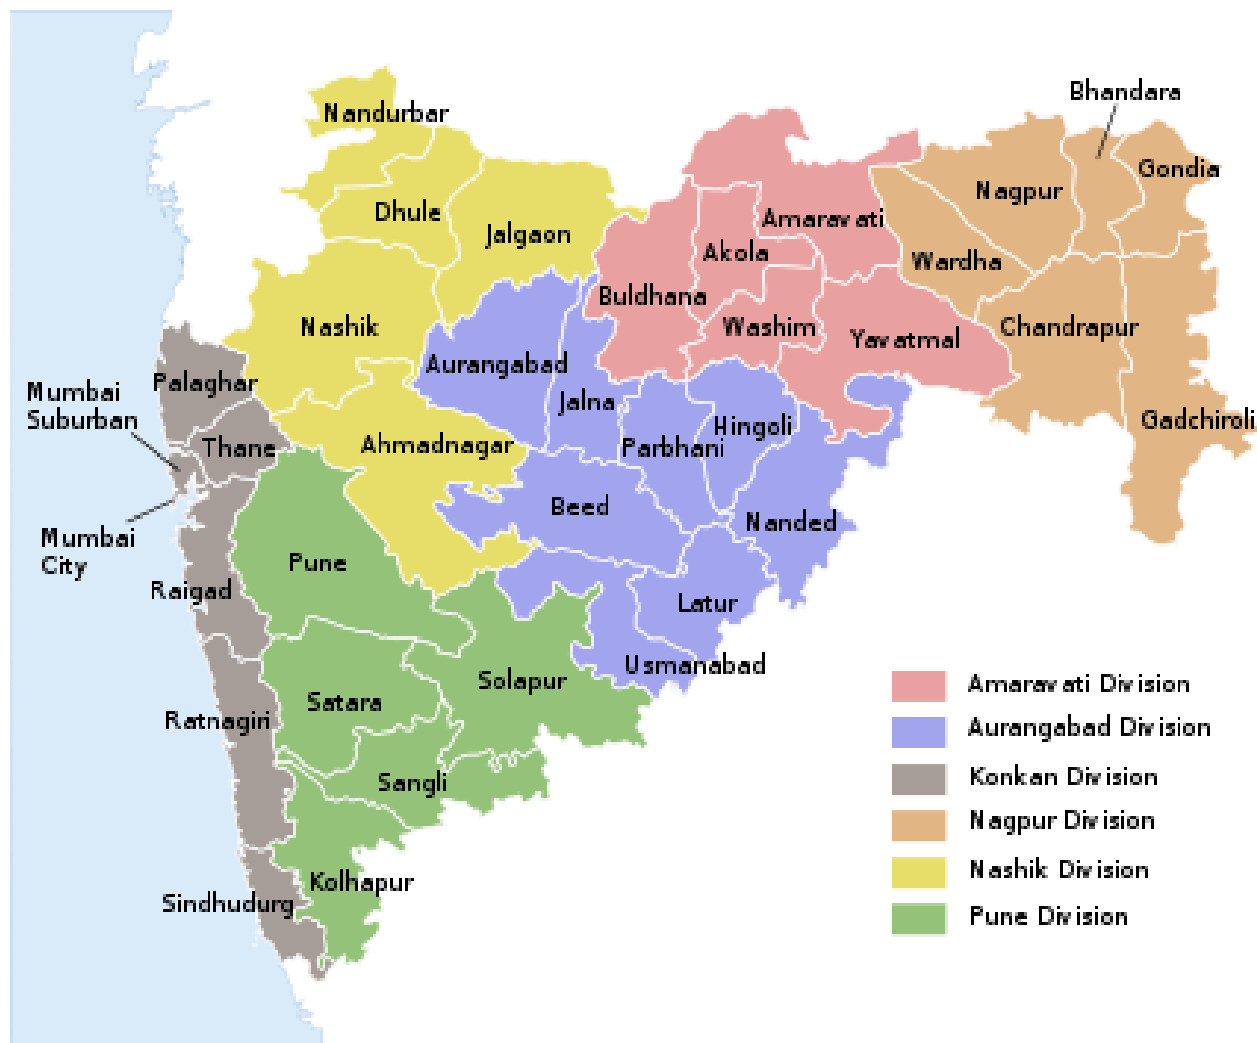 Bhandara
Nandurbar
Gondia
Nagpur
Dhule
Amaravati
Jalgaon
Akola
Wardha
Buldhana
Nashik
Washim
Yavatmal
Chandrapur
Aurangabad
Palaghar
Mumbai
Suburban
Jalna
Gadchiroli
Hingoli
Thane
Ahmadnagar
Parbhani
Beed
Nanded
Mumbai
City
Pune
Raigad
Latur
Usmanabad
Solapur
Satara
Ratnagiri
Sangli
Kolhapur
Sindhudurg
Amaravati Division
Aurangabad Division
Konkan Division
Nagpur Division
Nashik Division
Pune Division